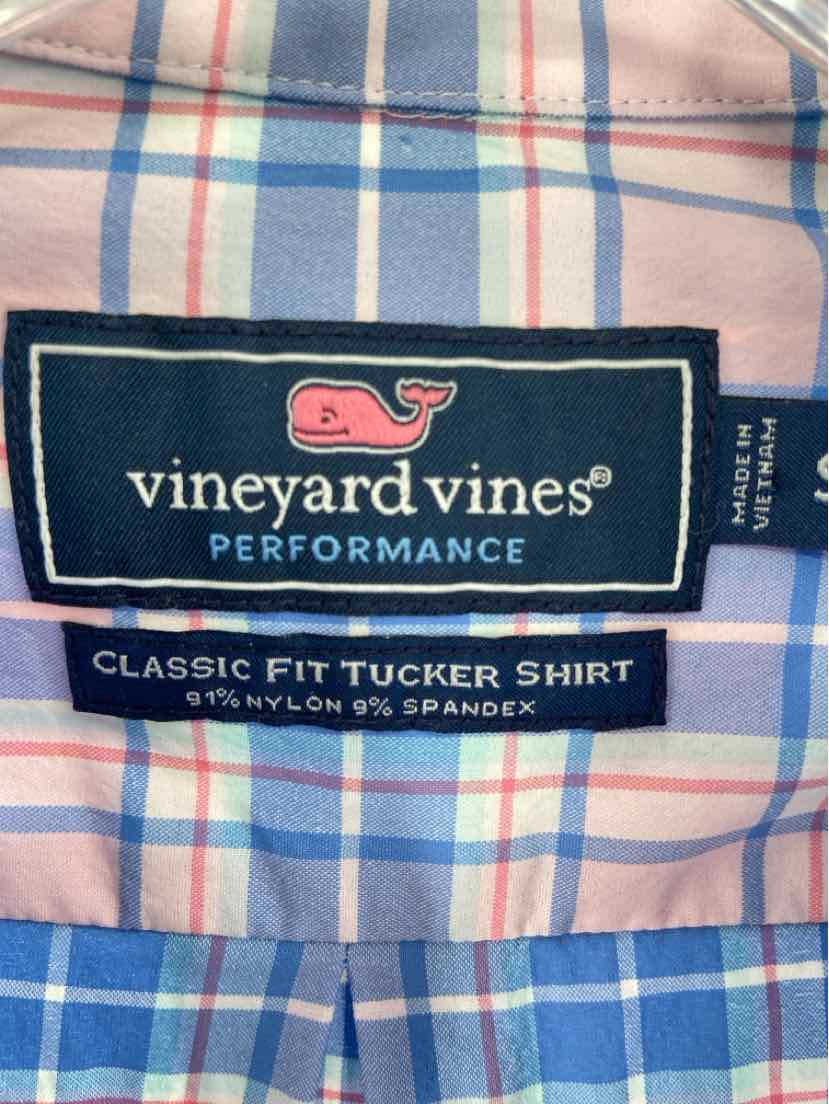 vineyard vines®
PERFORMANCE
MADE IN
VIETNAM
CLASSIC FIT TUCKER SHIRT
91% NYLON 9% SPANDEX